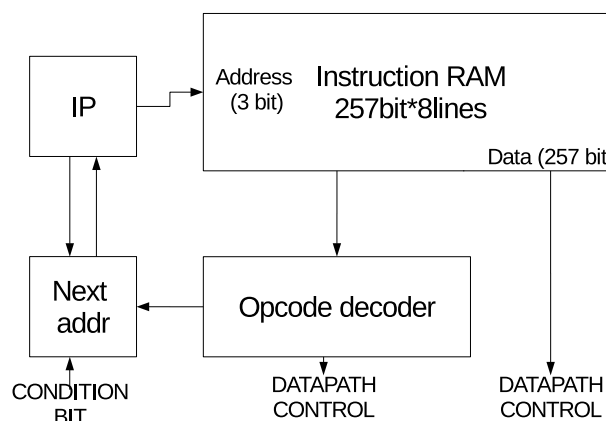 IP
Address
(3 bit)
Instruction RAM
257bit*8lines
Data (257 bit
Next
addr
Opcode decoder
CONDITION
BIT
DATAPATH
CONTROL
DATAPATH
CONTROL